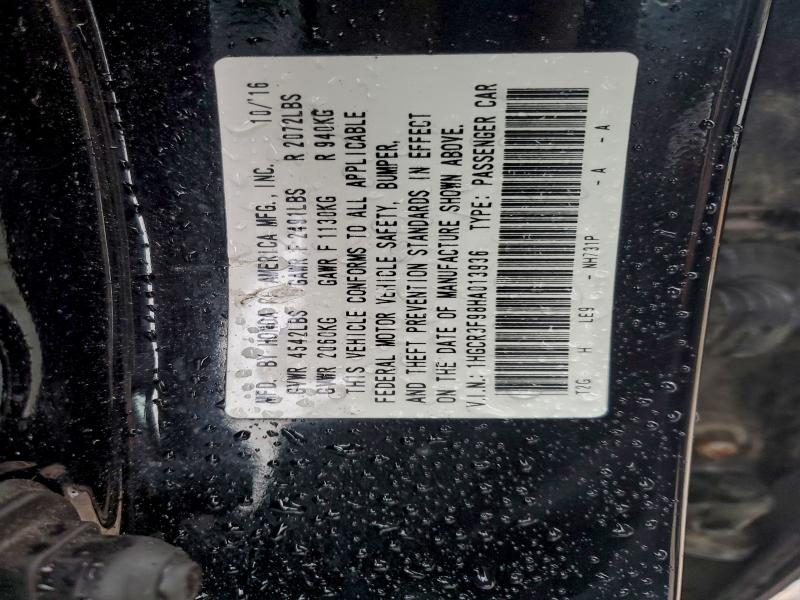 MFD. BY HONDA OF AMERICA MFG., INC. 10/'16
GVWR 4542LBS GAWR F 2491LBS R 2072LBS
GVWR 2060KG GAWR F 1130KG R 940KG
THIS VEHICLE CONFORMS TO ALL APPLICABLE
FEDERAL MOTOR VEHICLE SAFETY, BUMPER,
AND THEFT PREVENTION STANDARDS IN EFFECT
ON THE DATE OF MANUFACTURE SHOWN ABOVE.
V.I.N.: 1HGCR3F98HA013936 TYPE: PASSENGER CAR
T2G H LE9 - NH731P - A - A